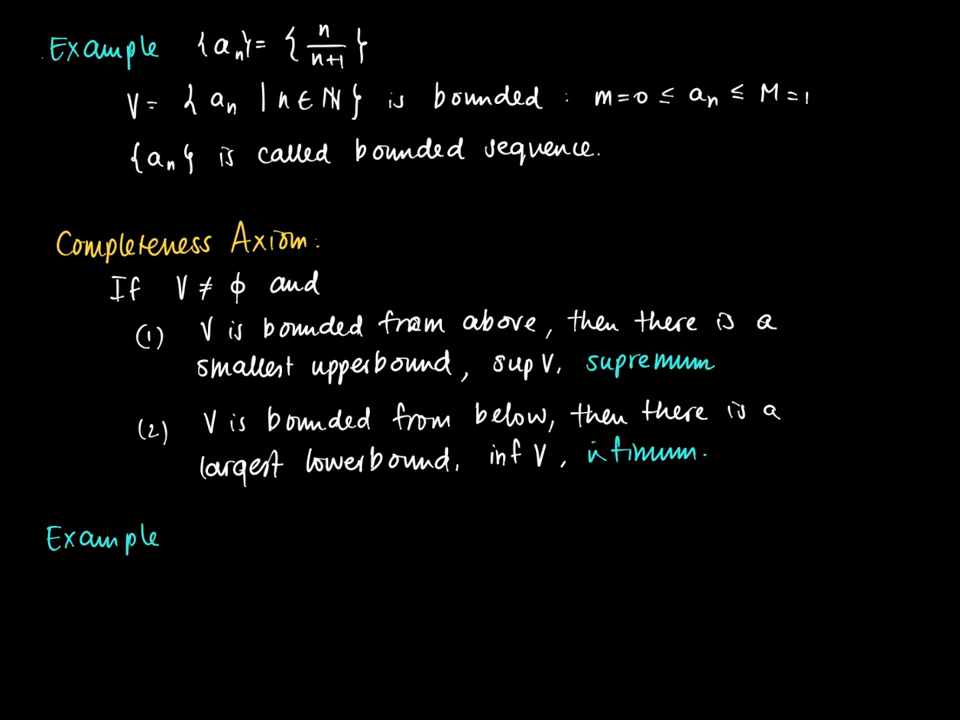 Example {aₙ} = { n/(n+1) }
V = { aₙ | n ∈ ℕ } is bounded : m=0 ≤ aₙ ≤ M=1
{aₙ} is called bounded sequence.
Completeness Axiom:
If V ≠ ϕ and
(1) V is bounded from above, then there is a
smallest upperbound, sup V. supremum
(2) V is bounded from below, then there is a
largest lowerbound. inf V, infimum.
Example